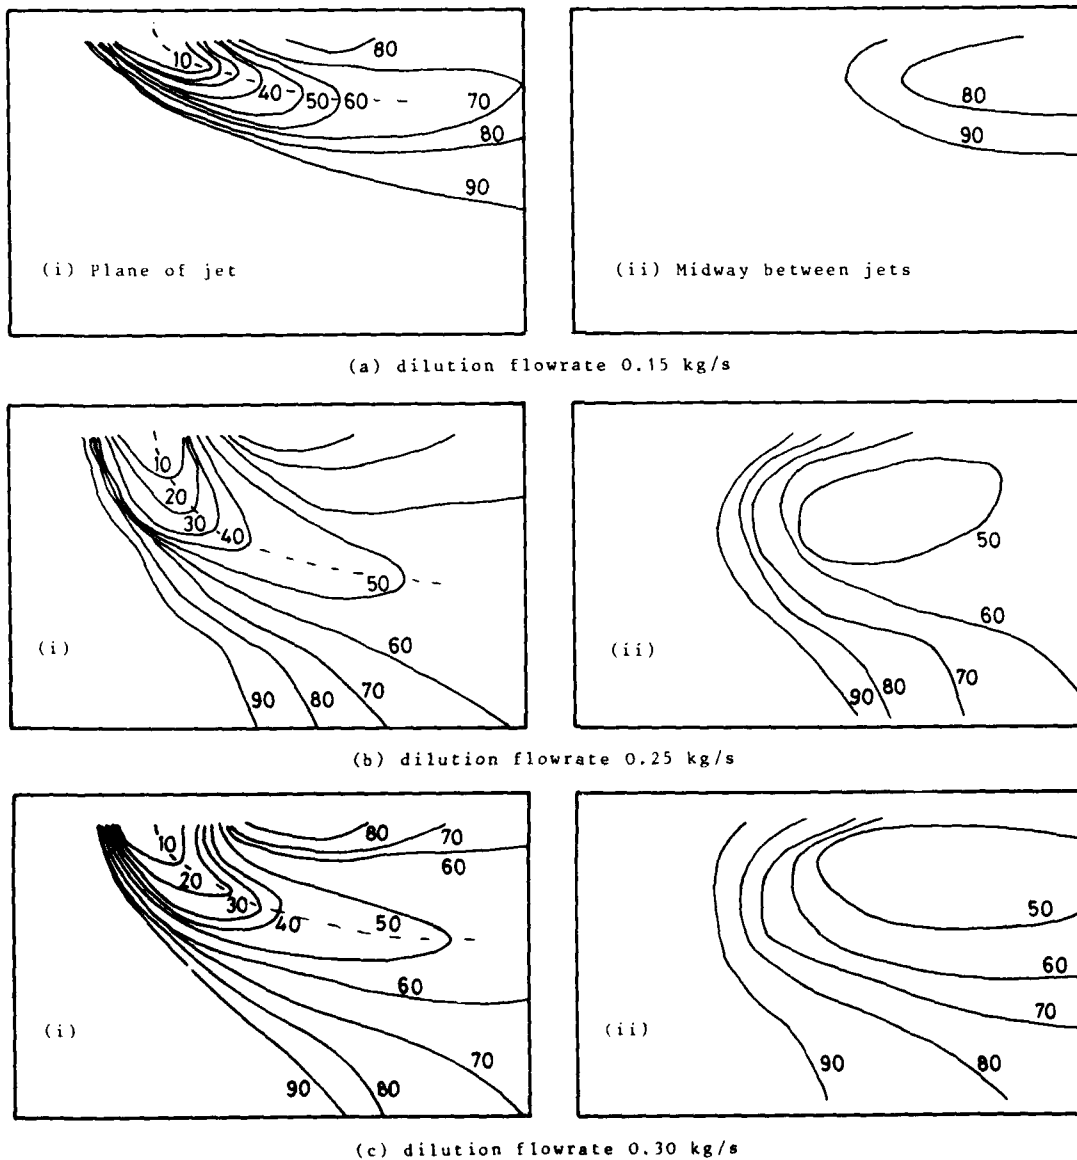 80
10
40 50 60 70
80
90
(i) Plane of jet
80
90
(ii) Midway between jets
(a) dilution flowrate 0.15 kg/s
10
20
30 40
50
60
(i)
90 80 70
50
60
(ii)
70
90 80
(b) dilution flowrate 0.25 kg/s
10
80 70
60
20
30
40 50
60
(i)
70
90 80
50
60
70
(ii)
90 80
(c) dilution flowrate 0.30 kg/s